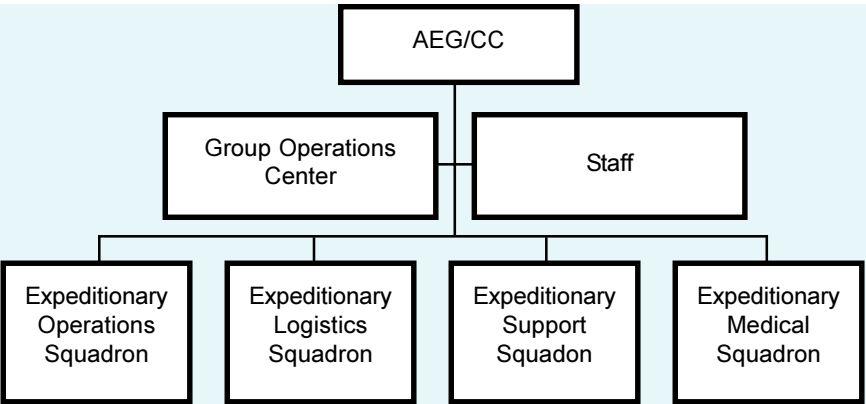 AEG/CC
Group Operations
Center
Staff
Expeditionary
Operations
Squadron
Expeditionary
Logistics
Squadron
Expeditionary
Support
Squadon
Expeditionary
Medical
Squadron